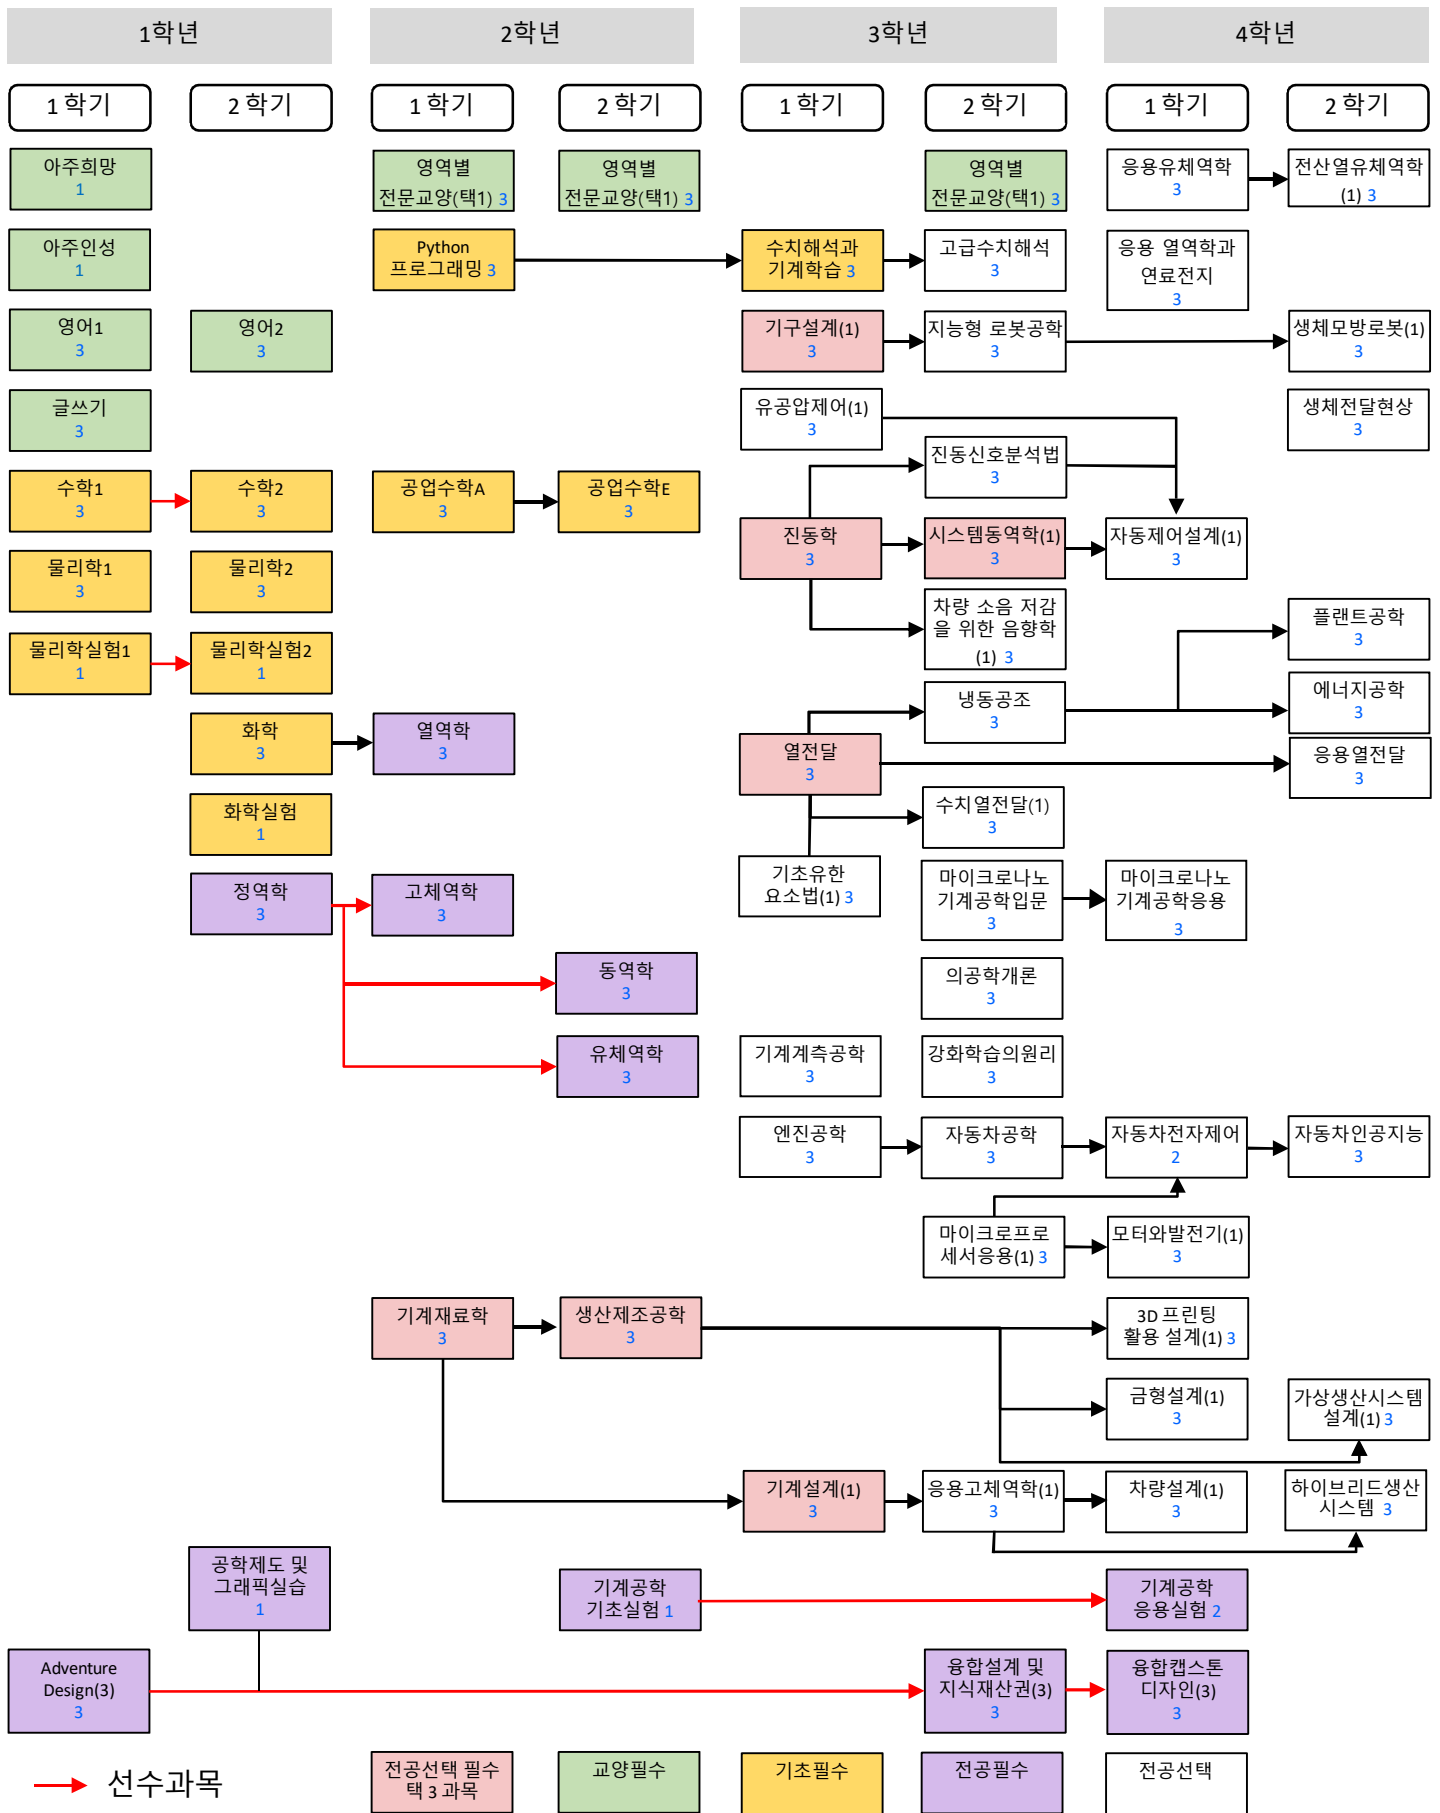 1학년
2학년
3학년
4학년
1 학기
2 학기
1 학기
2 학기
1 학기
2 학기
1 학기
2 학기
아주희망
1
영역별
전문교양(택1) 3
영역별
전문교양(택1) 3
영역별
전문교양(택1) 3
응용유체역학
3
전산열유체역학
(1) 3
아주인성
1
Python
프로그래밍 3
수치해석과
기계학습 3
고급수치해석
3
응용 열역학과
연료전지
3
영어1
3
영어2
3
기구설계(1)
3
지능형 로봇공학
3
생체모방로봇(1)
3
글쓰기
3
유공압제어(1)
3
생체전달현상
3
진동신호분석법
3
수학1
3
수학2
3
공업수학A
3
공업수학E
3
진동학
3
시스템동역학(1)
3
자동제어설계(1)
3
물리학1
3
물리학2
3
차량 소음 저감
을 위한 음향학
(1) 3
플랜트공학
3
물리학실험1
1
물리학실험2
1
냉동공조
3
에너지공학
3
화학
3
열역학
3
열전달
3
응용열전달
3
화학실험
1
수치열전달(1)
3
정역학
3
고체역학
3
기초유한
요소법(1) 3
마이크로나노
기계공학입문
3
마이크로나노
기계공학응용
3
동역학
3
의공학개론
3
유체역학
3
기계계측공학
3
강화학습의원리
3
엔진공학
3
자동차공학
3
자동차전자제어
2
자동차인공지능
3
마이크로프로
세서응용(1) 3
모터와발전기(1)
3
기계재료학
3
생산제조공학
3
3D 프린팅
활용 설계(1) 3
금형설계(1)
3
가상생산시스템
설계(1) 3
기계설계(1)
3
응용고체역학(1)
3
차량설계(1)
3
하이브리드생산
시스템 3
공학제도 및
그래픽실습
1
기계공학
기초실험 1
기계공학
응용실험 2
Adventure
Design(3)
3
융합설계 및
지식재산권(3)
3
융합캡스톤
디자인(3)
3
선수과목
전공선택 필수
택 3 과목
교양필수
기초필수
전공필수
전공선택